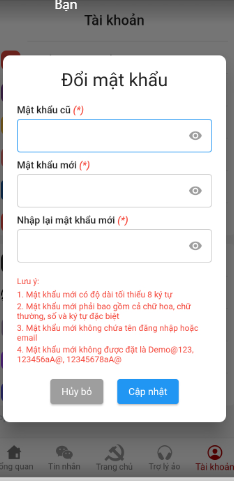 Bạn
Tài khoản
Đổi mật khẩu
Mật khẩu cũ (*)
Mật khẩu mới (*)
Nhập lại mật khẩu mới (*)
Lưu ý:
1. Mật khẩu mới có độ dài tối thiếu 8 ký tự
2. Mật khẩu mới phải bao gồm cả chữ hoa, chữ
thường, số và ký tự đặc biệt
3. Mật khẩu mới không chứa tên đăng nhập hoặc
email
4. Mật khẩu mới không được đặt là Demo@123,
123456aA@, 12345678aA@
Hủy bỏ Cập nhật
ổng quan Tin nhắn Trang chủ Trợ lý ảo Tài khoản